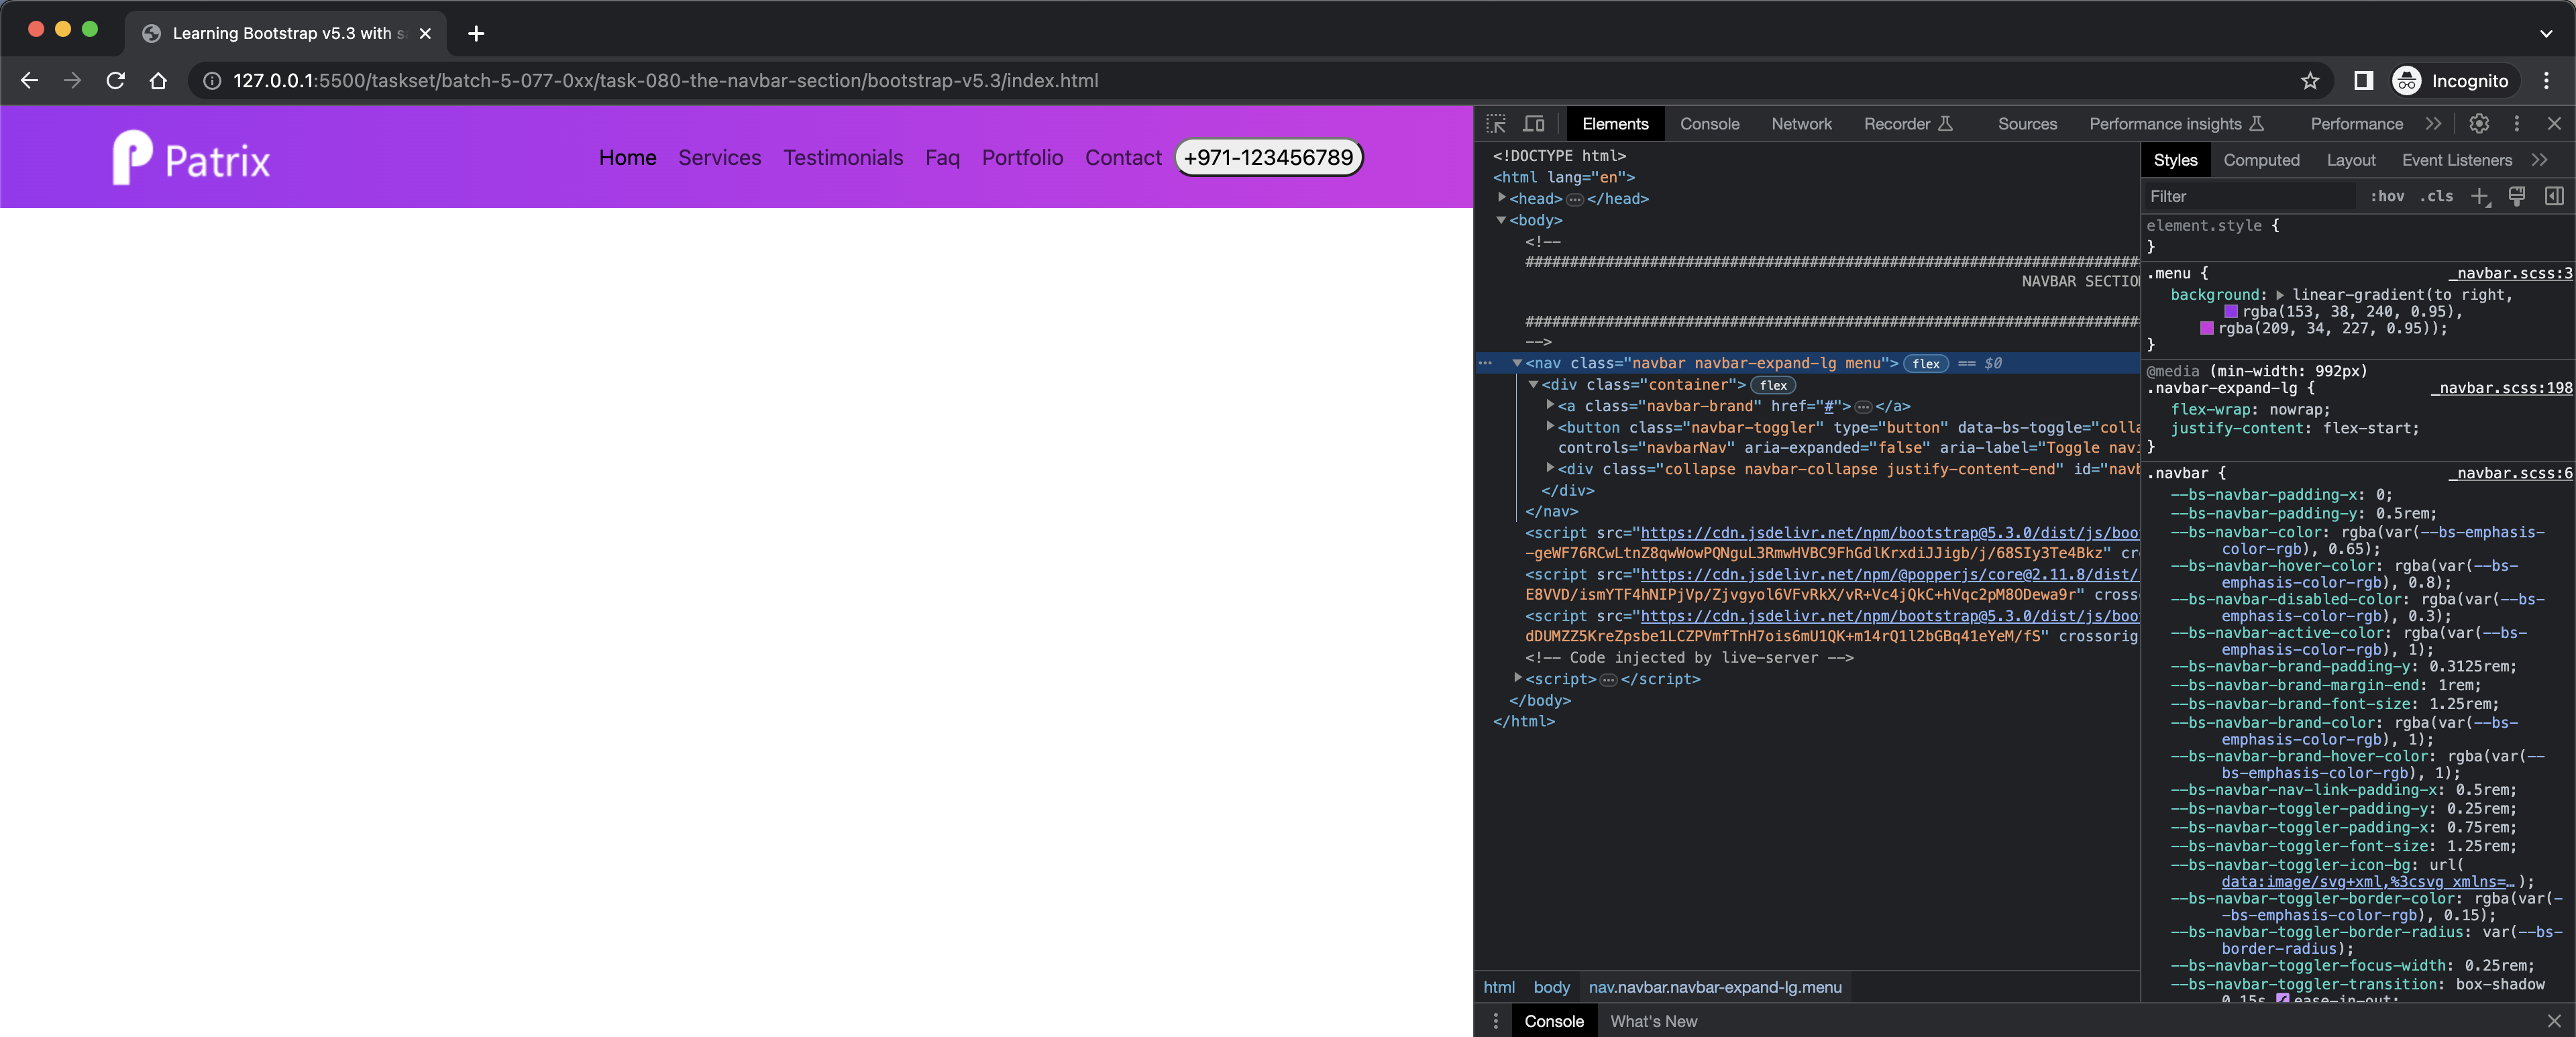 Learning Bootstrap v5.3 with sa
127.0.0.1:5500/taskset/batch-5-077-0xx/task-080-the-navbar-section/bootstrap-v5.3/index.html
Incognito
Patrix
Home Services Testimonials Faq Portfolio Contact +971-123456789
Elements Console Network Recorder Sources Performance insights Performance
<!DOCTYPE html>
<html lang="en">
<head> ... </head>
<body>
<!--
##########################################################################
NAVBAR SECTIO
##########################################################################
-->
<nav class="navbar navbar-expand-lg menu"> flex == $0
<div class="container"> flex
<a class="navbar-brand" href="#"> ... </a>
<button class="navbar-toggler" type="button" data-bs-toggle="colla
controls="navbarNav" aria-expanded="false" aria-label="Toggle navi
<div class="collapse navbar-collapse justify-content-end" id="navb
</div>
</nav>
<script src="https://cdn.jsdelivr.net/npm/bootstrap@5.3.0/dist/js/boo
-geWF76RCwLtnZ8qwWowPQNguL3RmwHVBC9FhGdlKrxdiJJigb/j/68SIy3Te4Bkz" cr
<script src="https://cdn.jsdelivr.net/npm/@popperjs/core@2.11.8/dist/
E8VVD/ismYTF4hNIPjVp/Zjvgyol6VFvRkX/vR+Vc4jQkC+hVqc2pM8ODewa9r" cross
<script src="https://cdn.jsdelivr.net/npm/bootstrap@5.3.0/dist/js/boo
dDUMZZ5KreZpsbe1LCZPVmfTnH7ois6mU1QK+m14rQ1l2bGBq41eYeM/fS" crossorig
<!-- Code injected by live-server -->
<script> ... </script>
</body>
</html>
html body nav.navbar.navbar-expand-lg.menu
Console What's New
Styles Computed Layout Event Listeners
Filter :hov .cls
element.style {
}
.menu { _navbar.scss:3
background: linear-gradient(to right,
rgba(153, 38, 240, 0.95),
rgba(209, 34, 227, 0.95));
}
@media (min-width: 992px)
.navbar-expand-lg { _navbar.scss:198
flex-wrap: nowrap;
justify-content: flex-start;
}
.navbar { _navbar.scss:6
--bs-navbar-padding-x: 0;
--bs-navbar-padding-y: 0.5rem;
--bs-navbar-color: rgba(var(--bs-emphasis-
color-rgb), 0.65);
--bs-navbar-hover-color: rgba(var(--bs-
emphasis-color-rgb), 0.8);
--bs-navbar-disabled-color: rgba(var(--bs-
emphasis-color-rgb), 0.3);
--bs-navbar-active-color: rgba(var(--bs-
emphasis-color-rgb), 1);
--bs-navbar-brand-padding-y: 0.3125rem;
--bs-navbar-brand-margin-end: 1rem;
--bs-navbar-brand-font-size: 1.25rem;
--bs-navbar-brand-color: rgba(var(--bs-
emphasis-color-rgb), 1);
--bs-navbar-brand-hover-color: rgba(var(--
bs-emphasis-color-rgb), 1);
--bs-navbar-nav-link-padding-x: 0.5rem;
--bs-navbar-toggler-padding-y: 0.25rem;
--bs-navbar-toggler-padding-x: 0.75rem;
--bs-navbar-toggler-font-size: 1.25rem;
--bs-navbar-toggler-icon-bg: url(
data:image/svg+xml,%3csvg xmlns=…);
--bs-navbar-toggler-border-color: rgba(var(-
-bs-emphasis-color-rgb), 0.15);
--bs-navbar-toggler-border-radius: var(--bs-
border-radius);
--bs-navbar-toggler-focus-width: 0.25rem;
--bs-navbar-toggler-transition: box-shadow
0.15s ease-in-out;